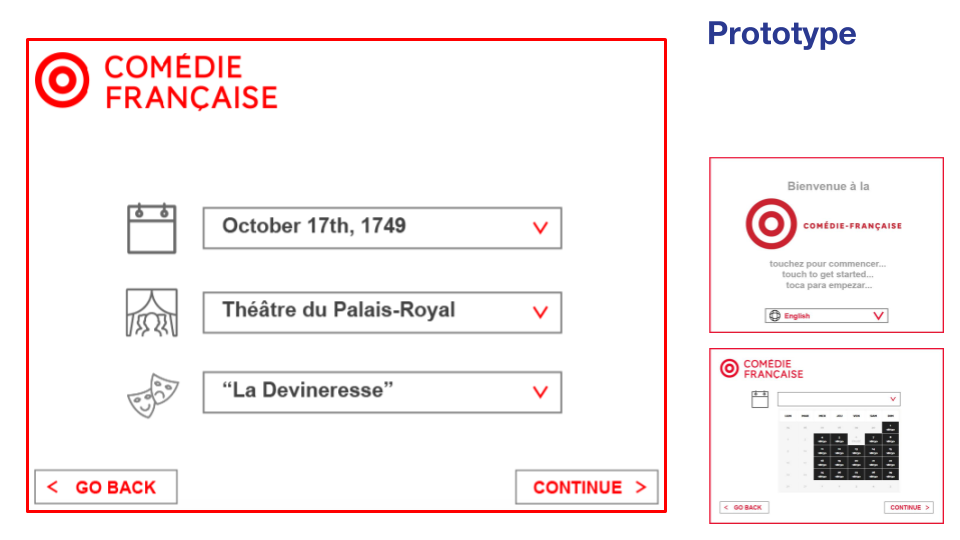 Prototype
COMÉDIE
FRANÇAISE
October 17th, 1749
Théâtre du Palais-Royal
“La Devineresse”
< GO BACK
CONTINUE >
Bienvenue à la
COMÉDIE-FRANÇAISE
touchez pour commencer...
touch to get started...
toca para empezar...
English
COMÉDIE
FRANÇAISE
< GO BACK
CONTINUE >